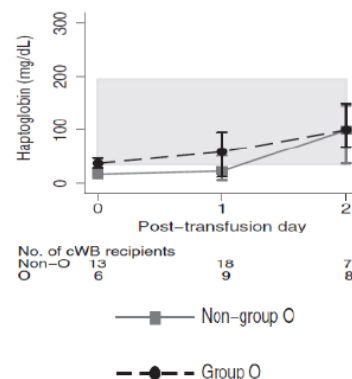 Haptoglobin (mg/dL)
300
200
100
0
0 1 2
Post-transfusion day
No. of cWB recipients
Non-O 13 18 7
O 6 9 8
Non-group O
Group O